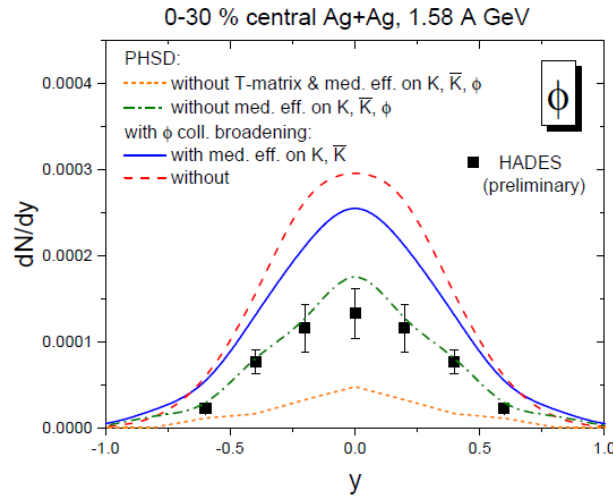 0-30 % central Ag+Ag, 1.58 A GeV
PHSD:
without T-matrix & med. eff. on K, K̅, ϕ
without med. eff. on K, K̅, ϕ
with ϕ coll. broadening:
with med. eff. on K, K̅
without
ϕ
HADES
(preliminary)
dN/dy
0.0004
0.0003
0.0002
0.0001
0.0000
-1.0 -0.5 0.0 0.5 1.0
y